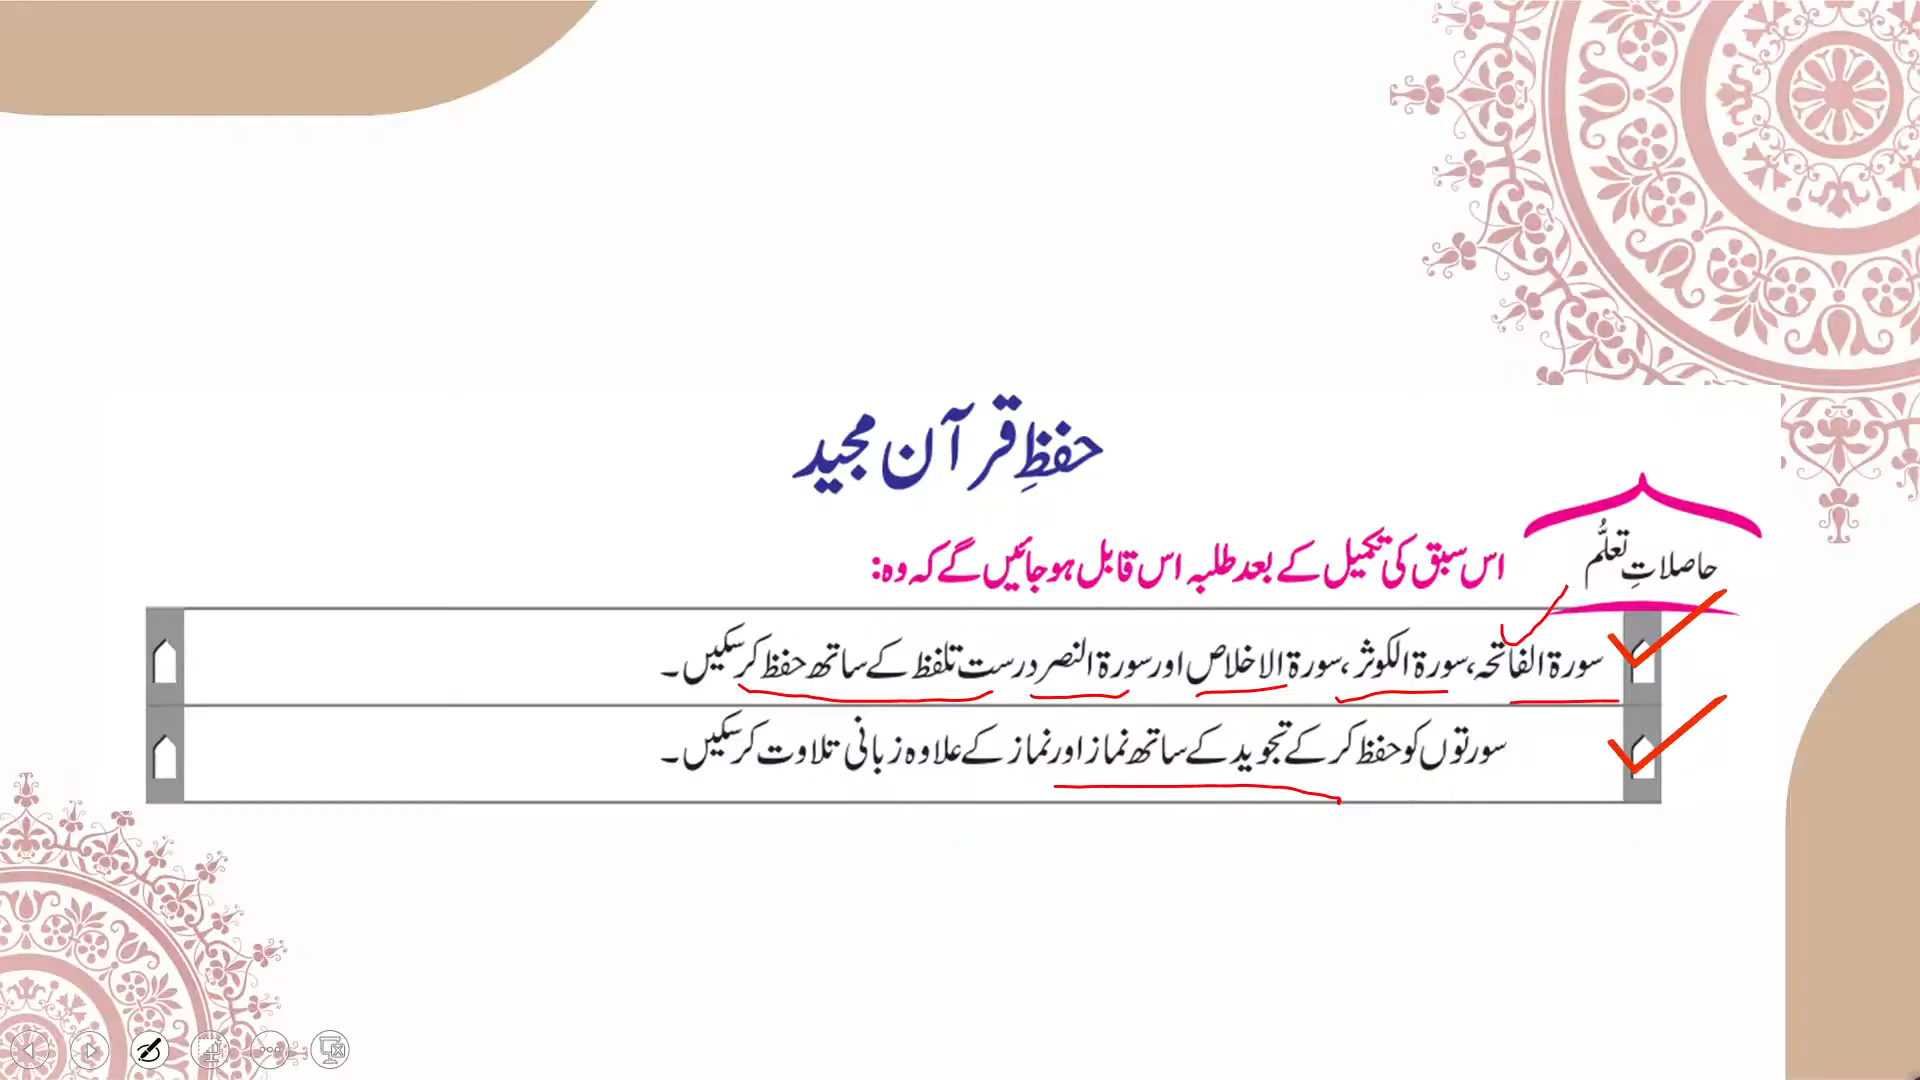 حفظِ قرآن مجید
حاصلاتِ تعلّم
اس سبق کی تکمیل کے بعد طلبہ اس قابل ہو جائیں گے کہ وہ:
سورۃ الفاتحہ، سورۃ الکوثر، سورۃ الاخلاص اور سورۃ النصر درست تلفظ کے ساتھ حفظ کر سکیں۔
سورتوں کو حفظ کر کے تجوید کے ساتھ نماز اور نماز کے علاوہ زبانی تلاوت کر سکیں۔